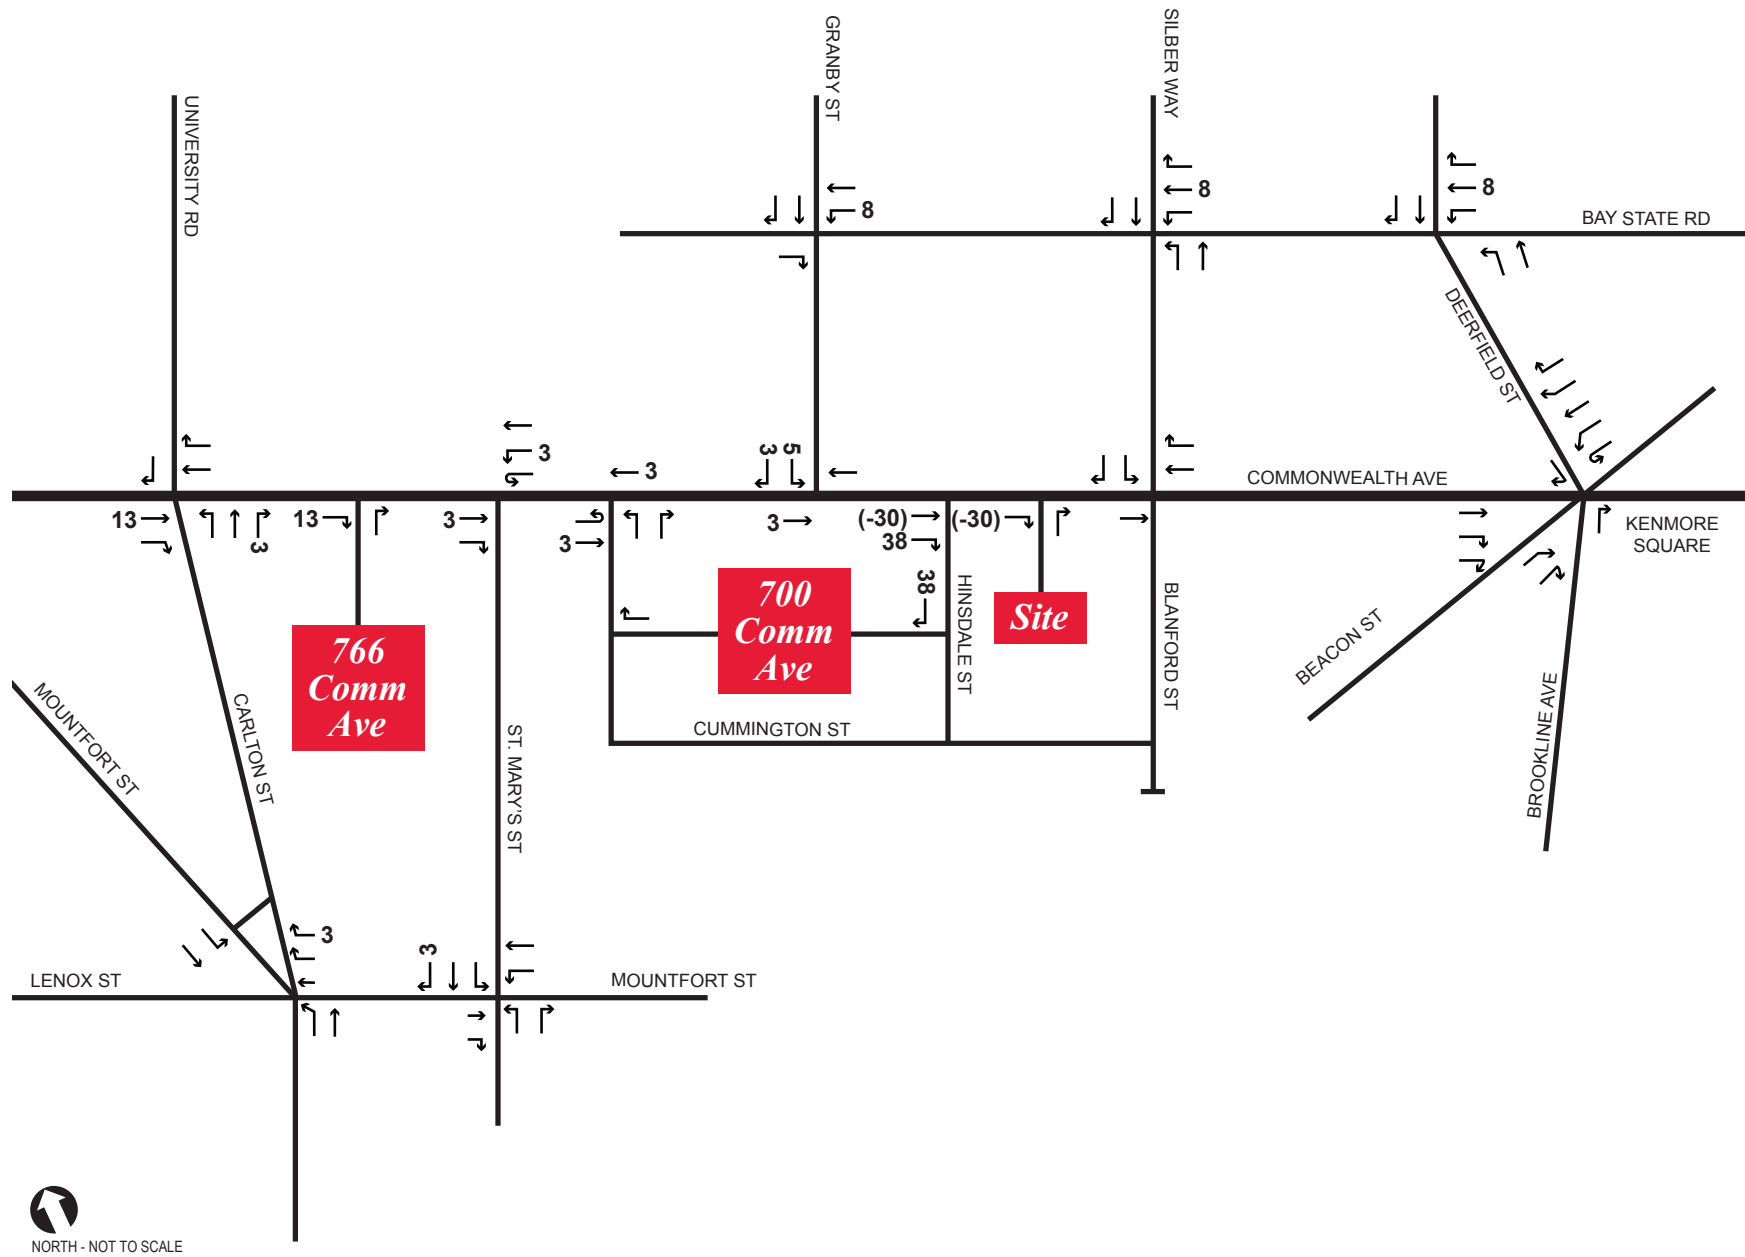 GRANBY ST
SILBER WAY
UNIVERSITY RD
8
8
8
BAY STATE RD
DEERFIELD ST
3
3
3
5
COMMONWEALTH AVE
13
3
13
3
3
3
(-30)
38
(-30)
KENMORE
SQUARE
38
700
Comm
Ave
HINSDALE ST
Site
BLANFORD ST
BEACON ST
766
Comm
Ave
MOUNTFORT ST
CARLTON ST
ST. MARY'S ST
CUMMINGTON ST
BROOKLINE AVE
3
3
LENOX ST
MOUNTFORT ST
NORTH - NOT TO SCALE